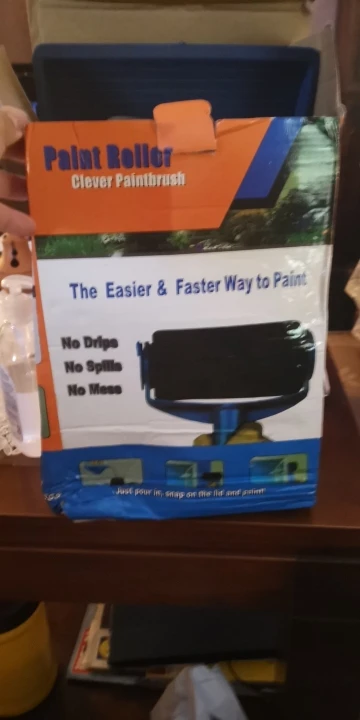 Paint Roller
Clever Paintbrush
The Easier & Faster Way to Paint
No Drips
No Spills
No Mess
Just pour in, snap on the lid and paint!